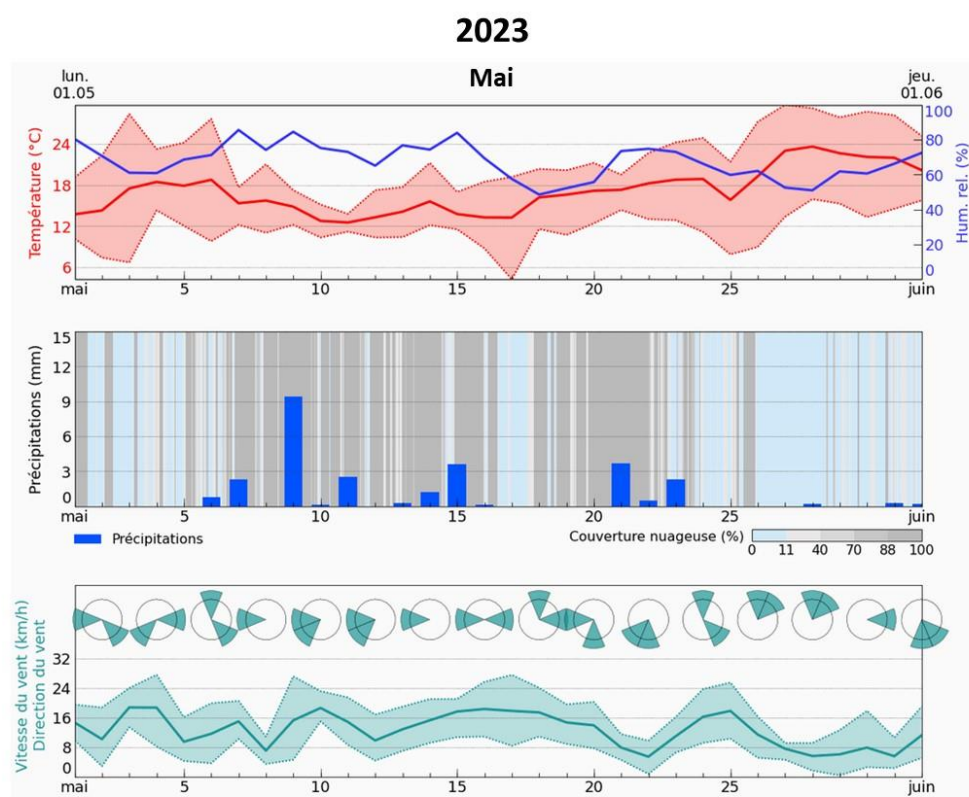 2023
Mai
lun.
01.05
jeu.
01.06
Température (°C)
24
18
12
6
Hum. rel. (%)
100
80
60
40
20
0
mai 5 10 15 20 25 juin
Précipitations (mm)
15
12
9
6
3
0
mai 5 10 15 20 25 juin
Précipitations
Couverture nuageuse (%)
0 11 40 70 88 100
Vitesse du vent (km/h)
Direction du vent
32
24
16
8
0
mai 5 10 15 20 25 juin